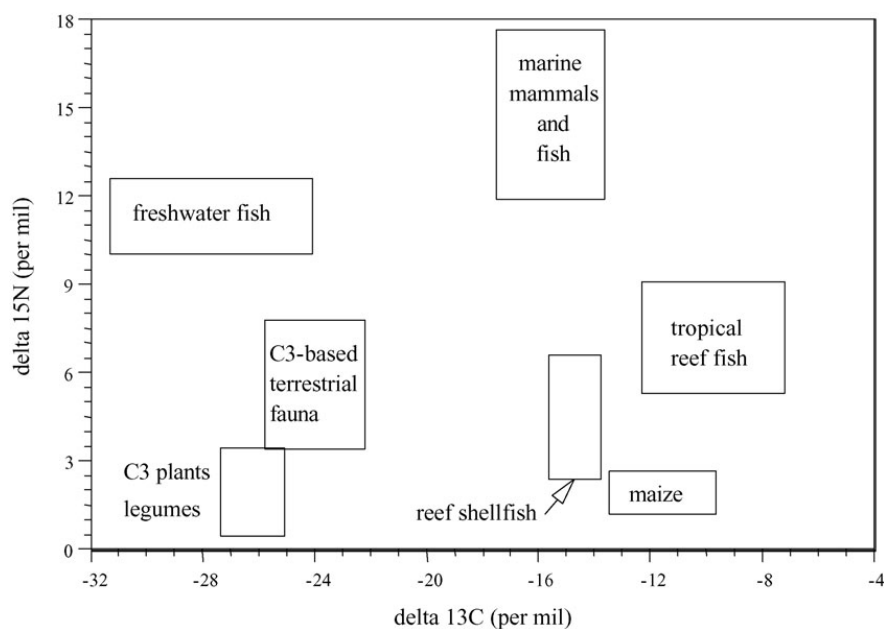 18
15
12
9
6
3
0
delta 15N (per mil)
marine
mammals
and
fish
freshwater fish
tropical
reef fish
C3-based
terrestrial
fauna
C3 plants
legumes
reef shellfish
maize
-32 -28 -24 -20 -16 -12 -8 -4
delta 13C (per mil)